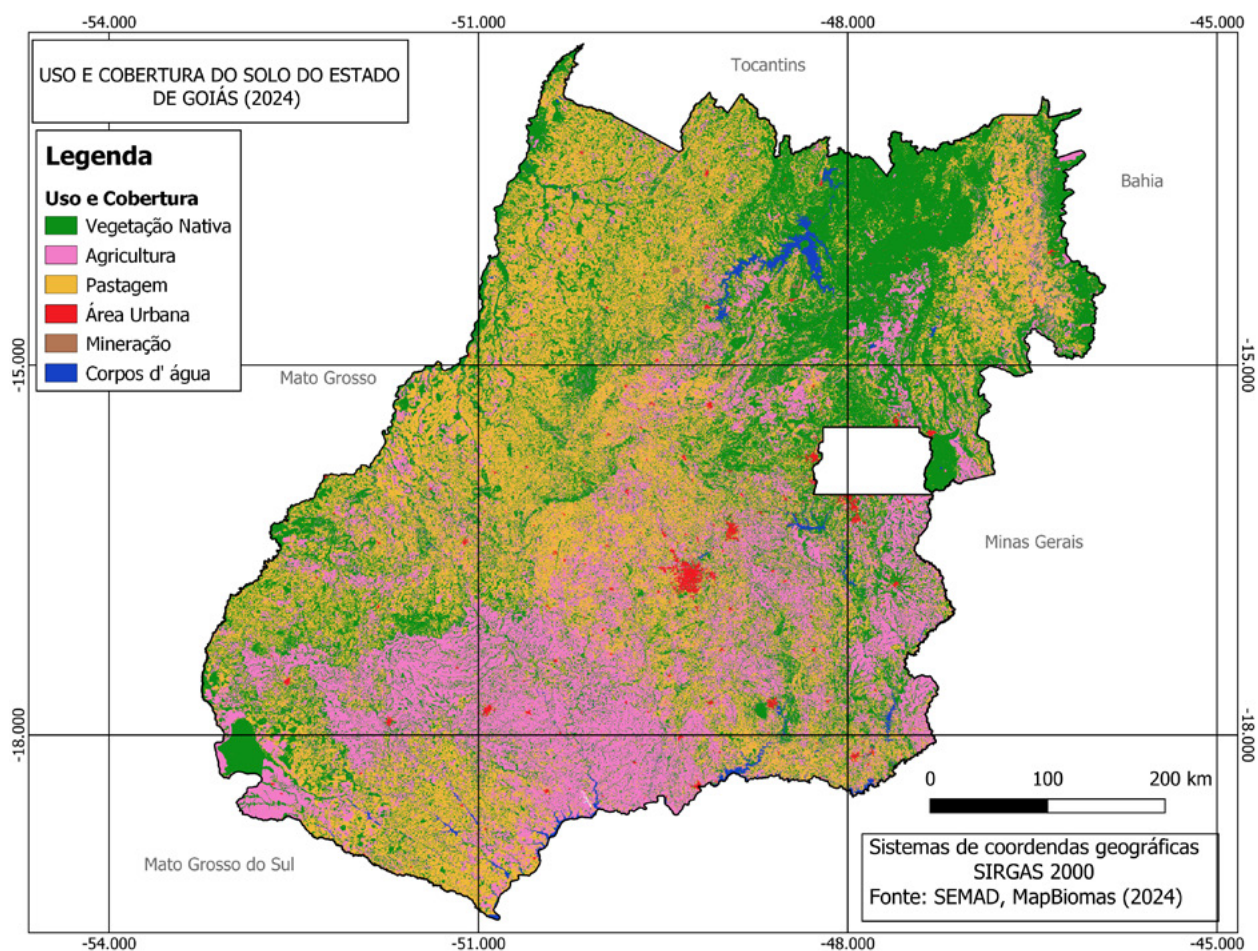 -54.000
-51.000
-48.000
-45.000
USO E COBERTURA DO SOLO DO ESTADO
DE GOIÁS (2024)
Tocantins
Legenda
Uso e Cobertura
Vegetação Nativa
Agricultura
Pastagem
Área Urbana
Mineração
Corpos d' água
Bahia
-15.000
-15.000
Mato Grosso
Minas Gerais
-18.000
-18.000
0
100
200 km
Mato Grosso do Sul
Sistemas de coordendas geográficas
SIRGAS 2000
Fonte: SEMAD, MapBiomas (2024)
-54.000
-51.000
-48.000
-45.000